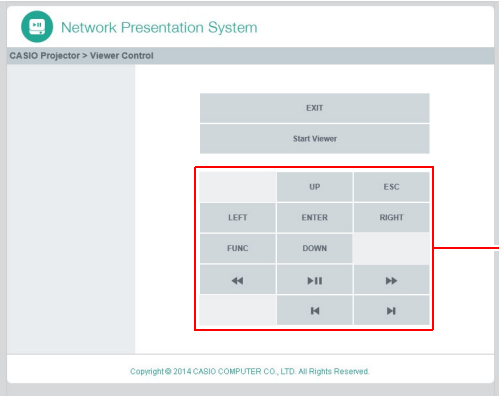 Network Presentation System
CASIO Projector > Viewer Control
EXIT
Start Viewer
UP ESC
LEFT ENTER RIGHT
FUNC DOWN
Copyright © 2014 CASIO COMPUTER CO., LTD. All Rights Reserved.